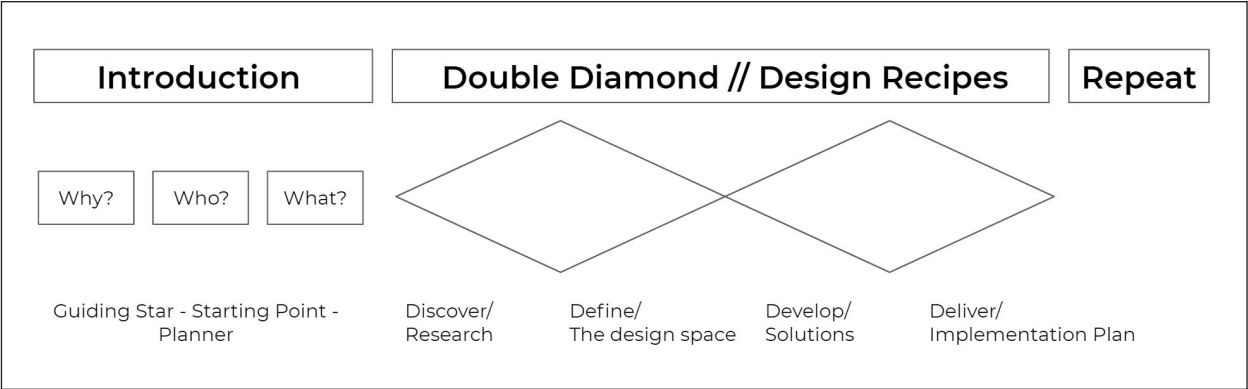 Introduction
Double Diamond // Design Recipes
Repeat
Why?
Who?
What?
Guiding Star - Starting Point -
Planner
Discover/
Research
Define/
The design space
Develop/
Solutions
Deliver/
Implementation Plan